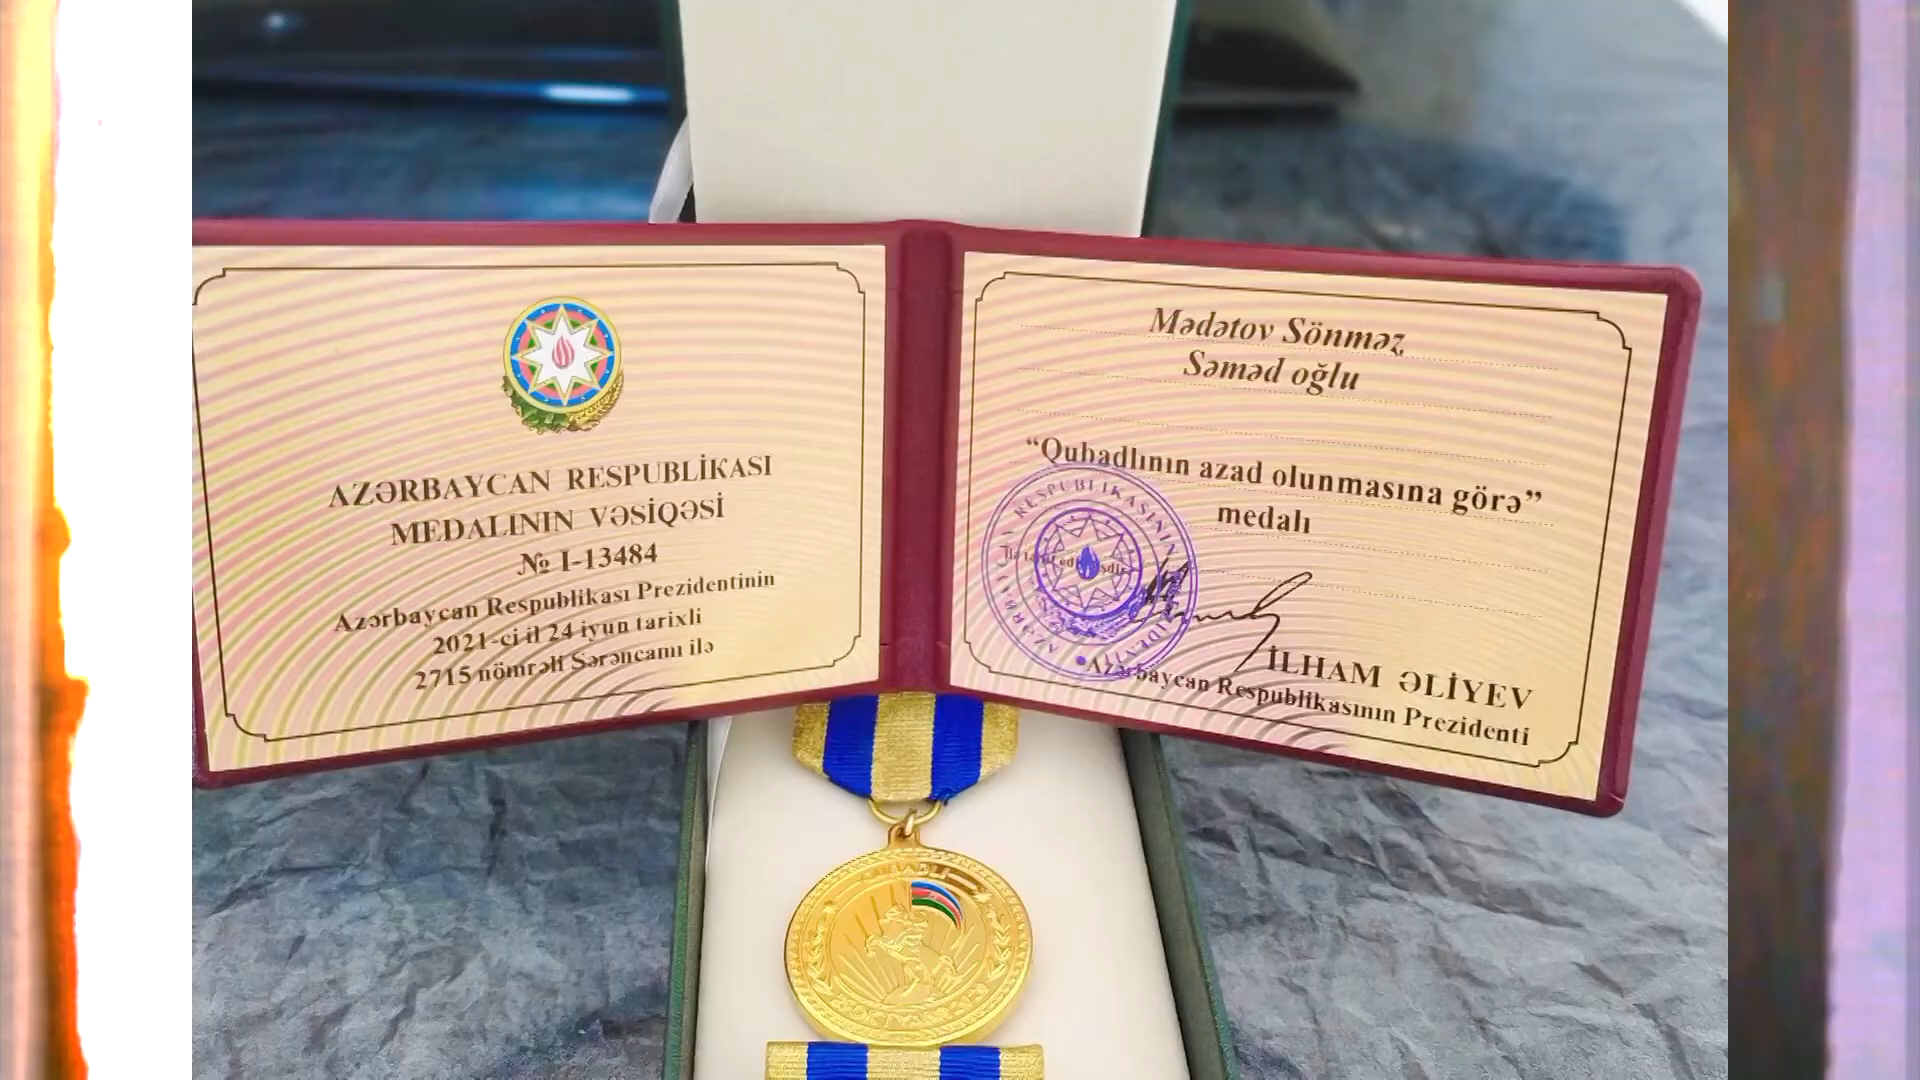 AZƏRBAYCAN RESPUBLİKASI
MEDALININ VƏSİQƏSİ
№ I-13484
Azərbaycan Respublikası Prezidentinin
2021-ci il 24 iyun tarixli
2715 nömrəli Sərəncamı ilə
Mədətov Sönməz
Səməd oğlu
“Qubadlının azad olunmasına görə”
medalı
İLHAM ƏLİYEV
Azərbaycan Respublikasının Prezidenti